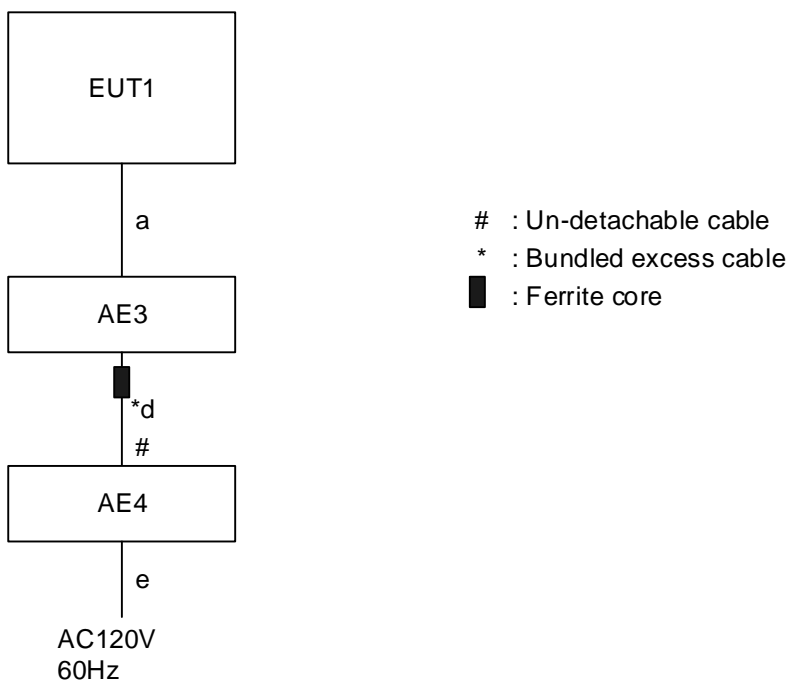 EUT1
a
AE3
*d
#
AE4
e
AC120V
60Hz
# : Un-detachable cable
* : Bundled excess cable
: Ferrite core